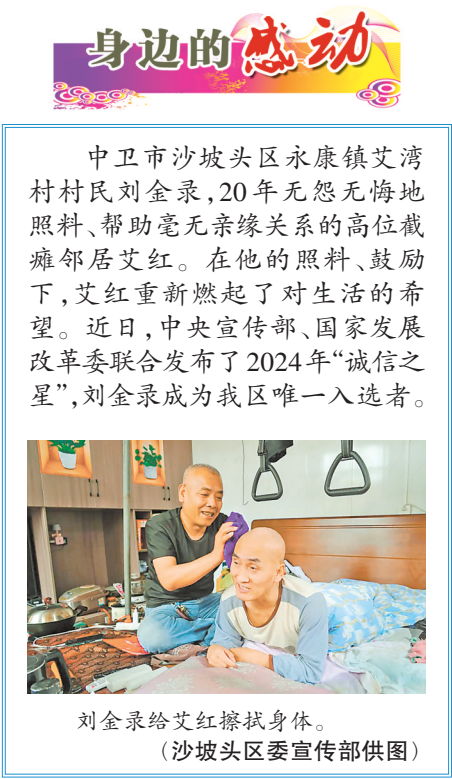 身边的感动
中卫市沙坡头区永康镇艾湾
村村民刘金录，20年无怨无悔地
照料、帮助毫无亲缘关系的高位截
瘫邻居艾红。在他的照料、鼓励
下，艾红重新燃起了对生活的希
望。近日，中央宣传部、国家发展
改革委联合发布了2024年“诚信之
星”，刘金录成为我区唯一入选者。
刘金录给艾红擦拭身体。
（沙坡头区委宣传部供图）